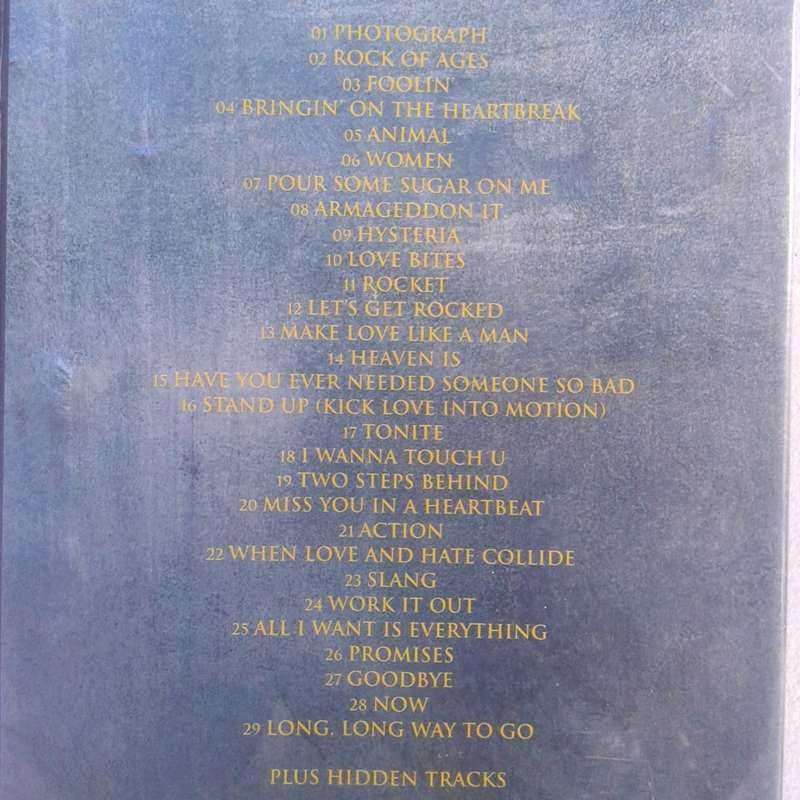 01 PHOTOGRAPH
02 ROCK OF AGES
03 FOOLIN'
04 BRINGIN' ON THE HEARTBREAK
05 ANIMAL
06 WOMEN
07 POUR SOME SUGAR ON ME
08 ARMAGEDDON IT
09 HYSTERIA
10 LOVE BITES
11 ROCKET
12 LET'S GET ROCKED
13 MAKE LOVE LIKE A MAN
14 HEAVEN IS
15 HAVE YOU EVER NEEDED SOMEONE SO BAD
16 STAND UP (KICK LOVE INTO MOTION)
17 TONITE
18 I WANNA TOUCH U
19 TWO STEPS BEHIND
20 MISS YOU IN A HEARTBEAT
21 ACTION
22 WHEN LOVE AND HATE COLLIDE
23 SLANG
24 WORK IT OUT
25 ALL I WANT IS EVERYTHING
26 PROMISES
27 GOODBYE
28 NOW
29 LONG, LONG WAY TO GO
PLUS HIDDEN TRACKS